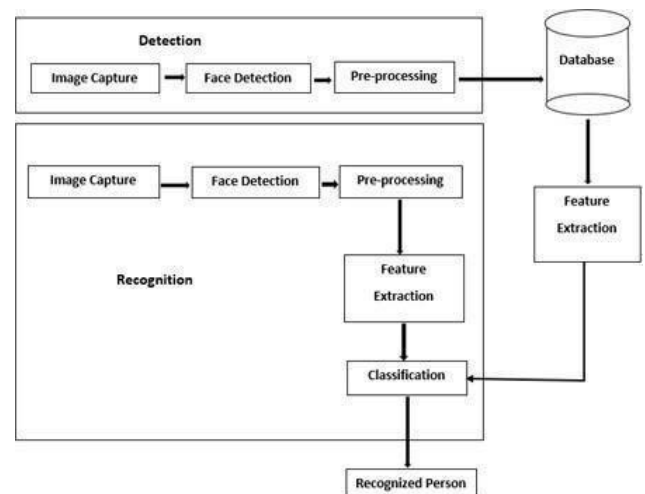 Detection
Image Capture
Face Detection
Pre-processing
Database
Image Capture
Face Detection
Pre-processing
Feature
Extraction
Recognition
Feature
Extraction
Classification
Recognized Person